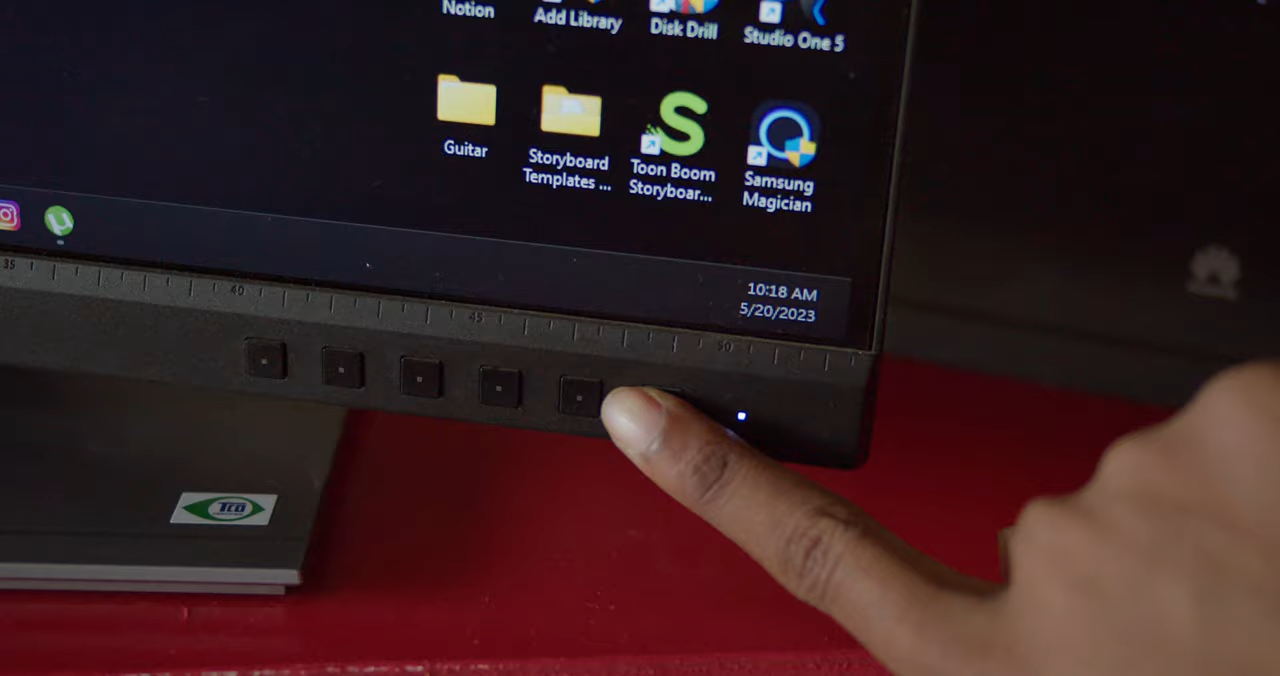 Notion
Add Library
Disk Drill
Studio One 5
Guitar
Storyboard
Templates ...
Toon Boom
Storyboar...
Samsung
Magician
10:18 AM
5/20/2023
35
40
45
50
TCO